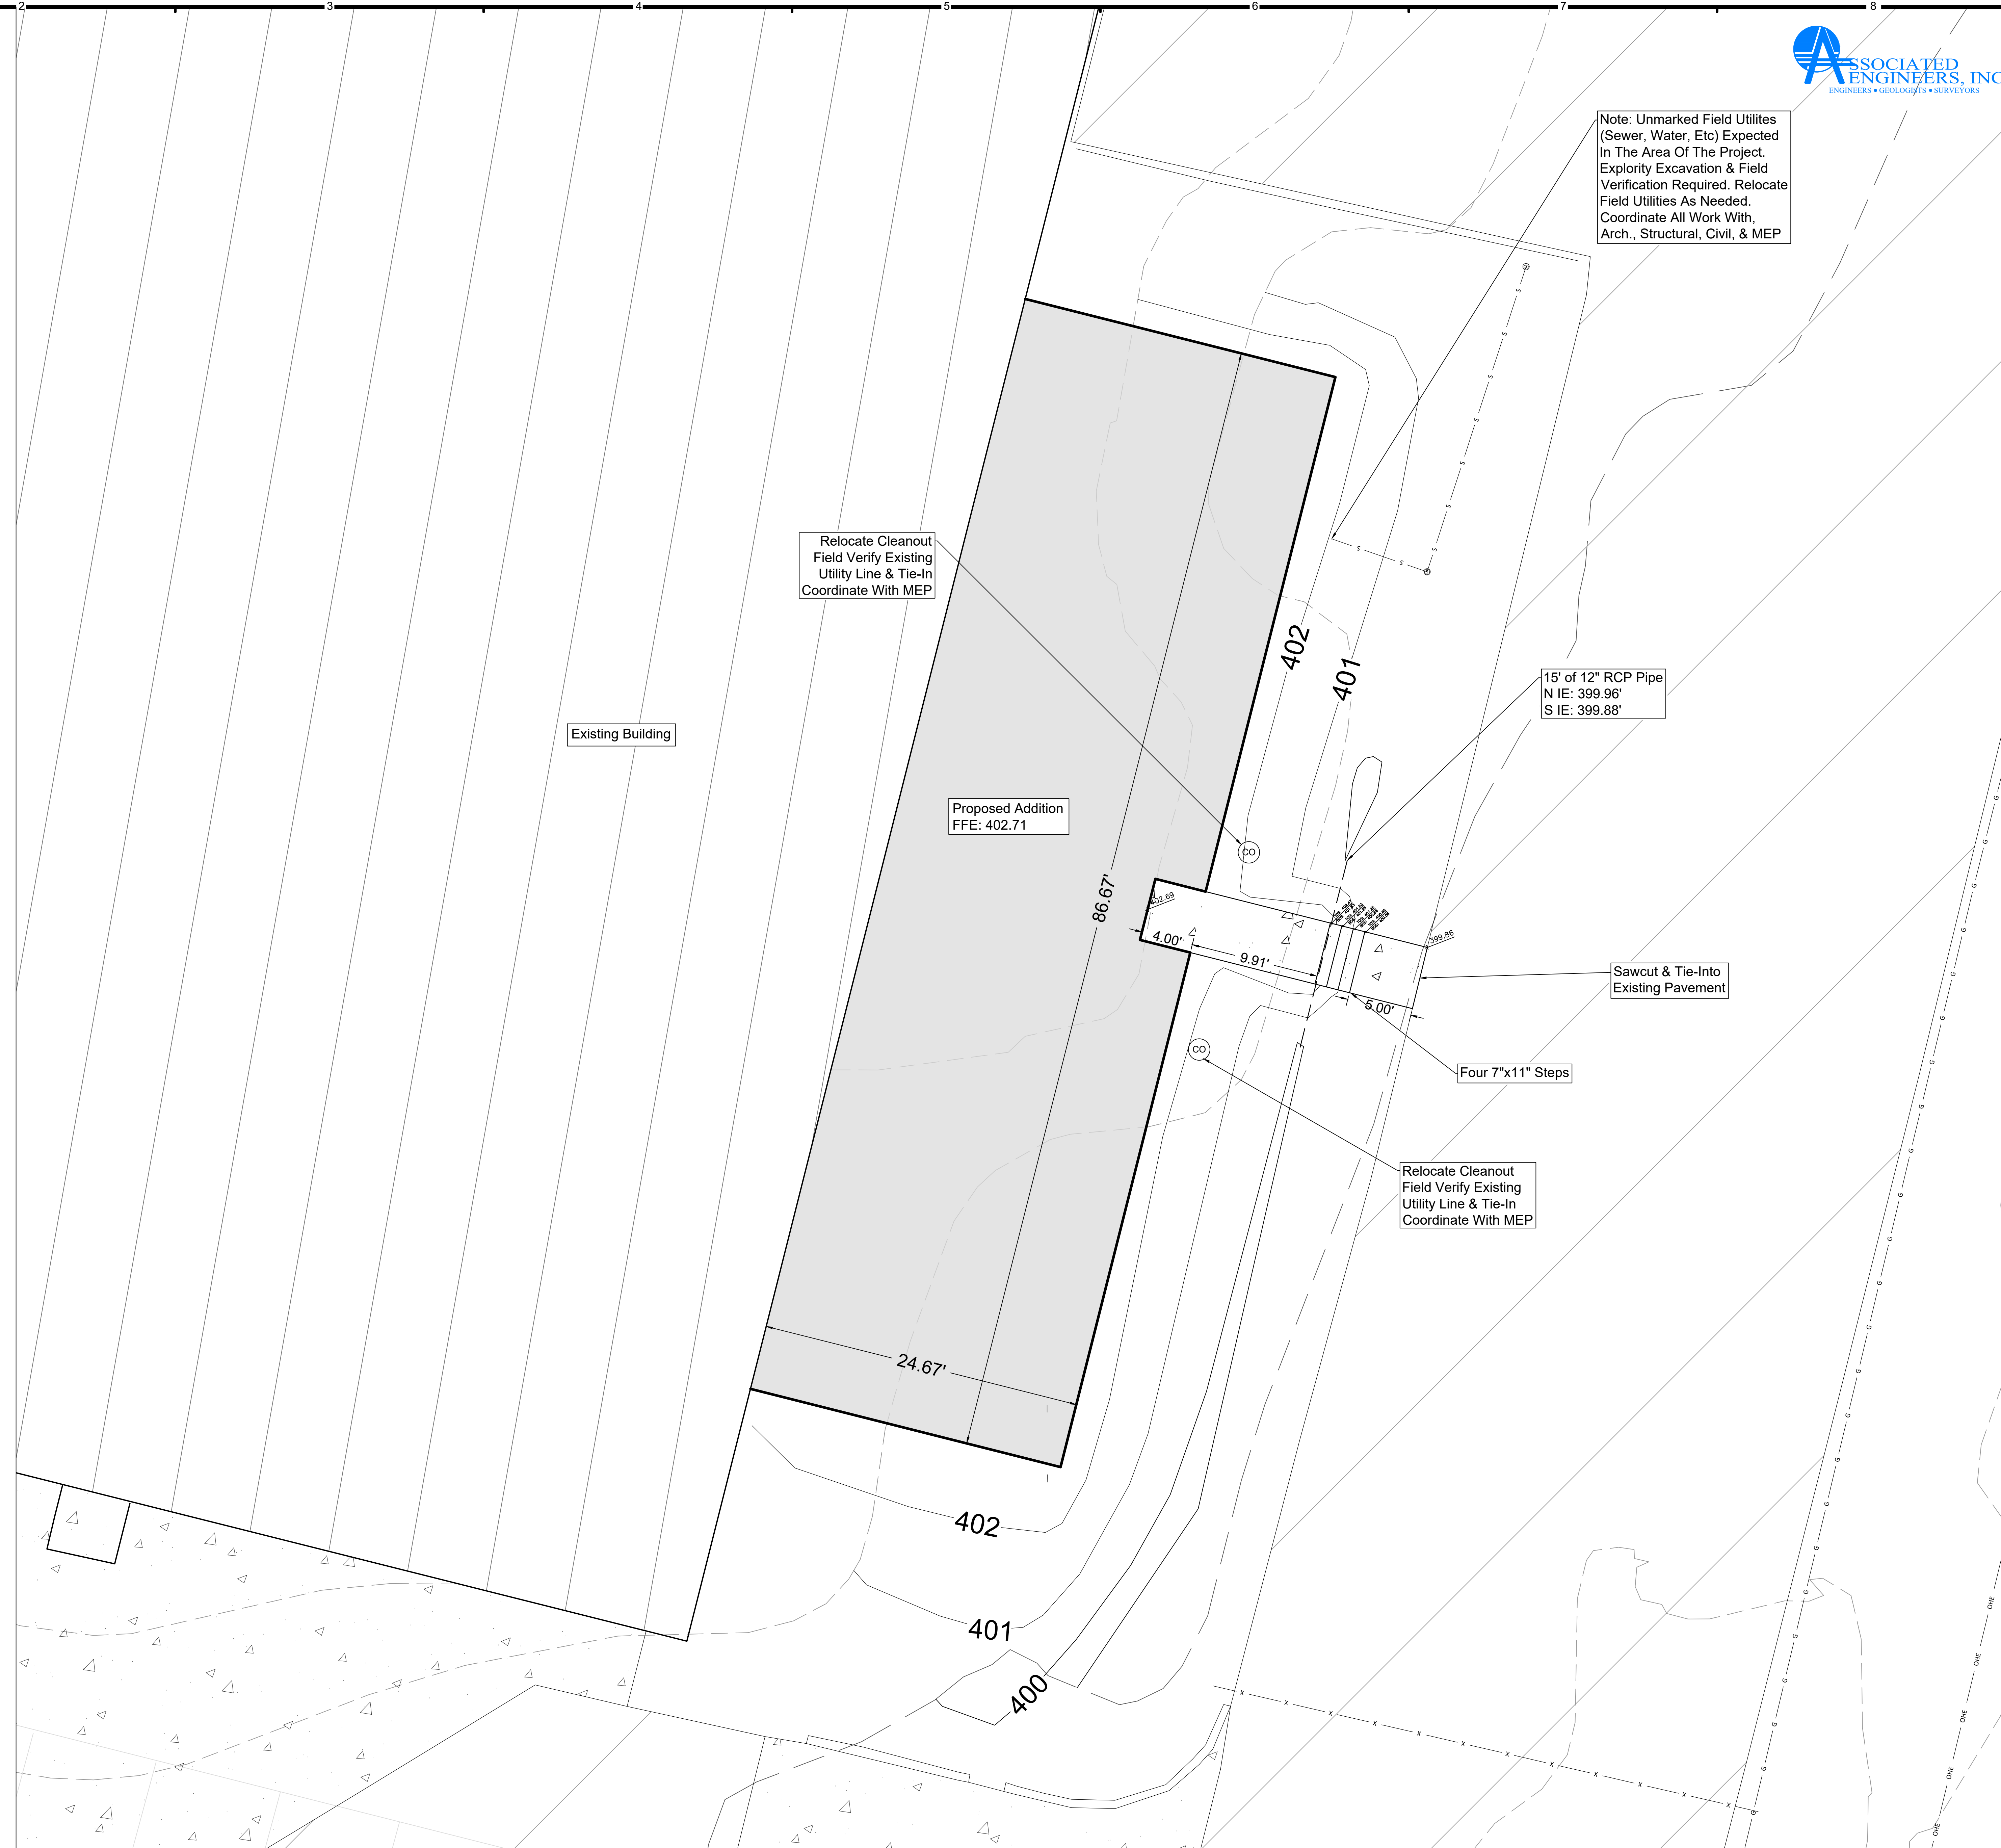 2 3 4 5 6 7 8
ASSOCIATED
ENGINEERS, INC
ENGINEERS • GEOLOGISTS • SURVEYORS
Note: Unmarked Field Utilites
(Sewer, Water, Etc) Expected
In The Area Of The Project.
Explority Excavation & Field
Verification Required. Relocate
Field Utilities As Needed.
Coordinate All Work With,
Arch., Structural, Civil, & MEP
Relocate Cleanout
Field Verify Existing
Utility Line & Tie-In
Coordinate With MEP
402
401
15' of 12" RCP Pipe
N IE: 399.96'
S IE: 399.88'
Existing Building
Proposed Addition
FFE: 402.71
86.67'
CO
402.69
4.00'
9.91'
399.86
5.00'
Sawcut & Tie-Into
Existing Pavement
CO
Four 7"x11" Steps
Relocate Cleanout
Field Verify Existing
Utility Line & Tie-In
Coordinate With MEP
24.67'
402
401
400
S S S S S S S S
G G G G G G G G G G G G G G G G G G G G G G G G G G
X X X X X X X X X X X X
OHE OHE OHE OHE OHE